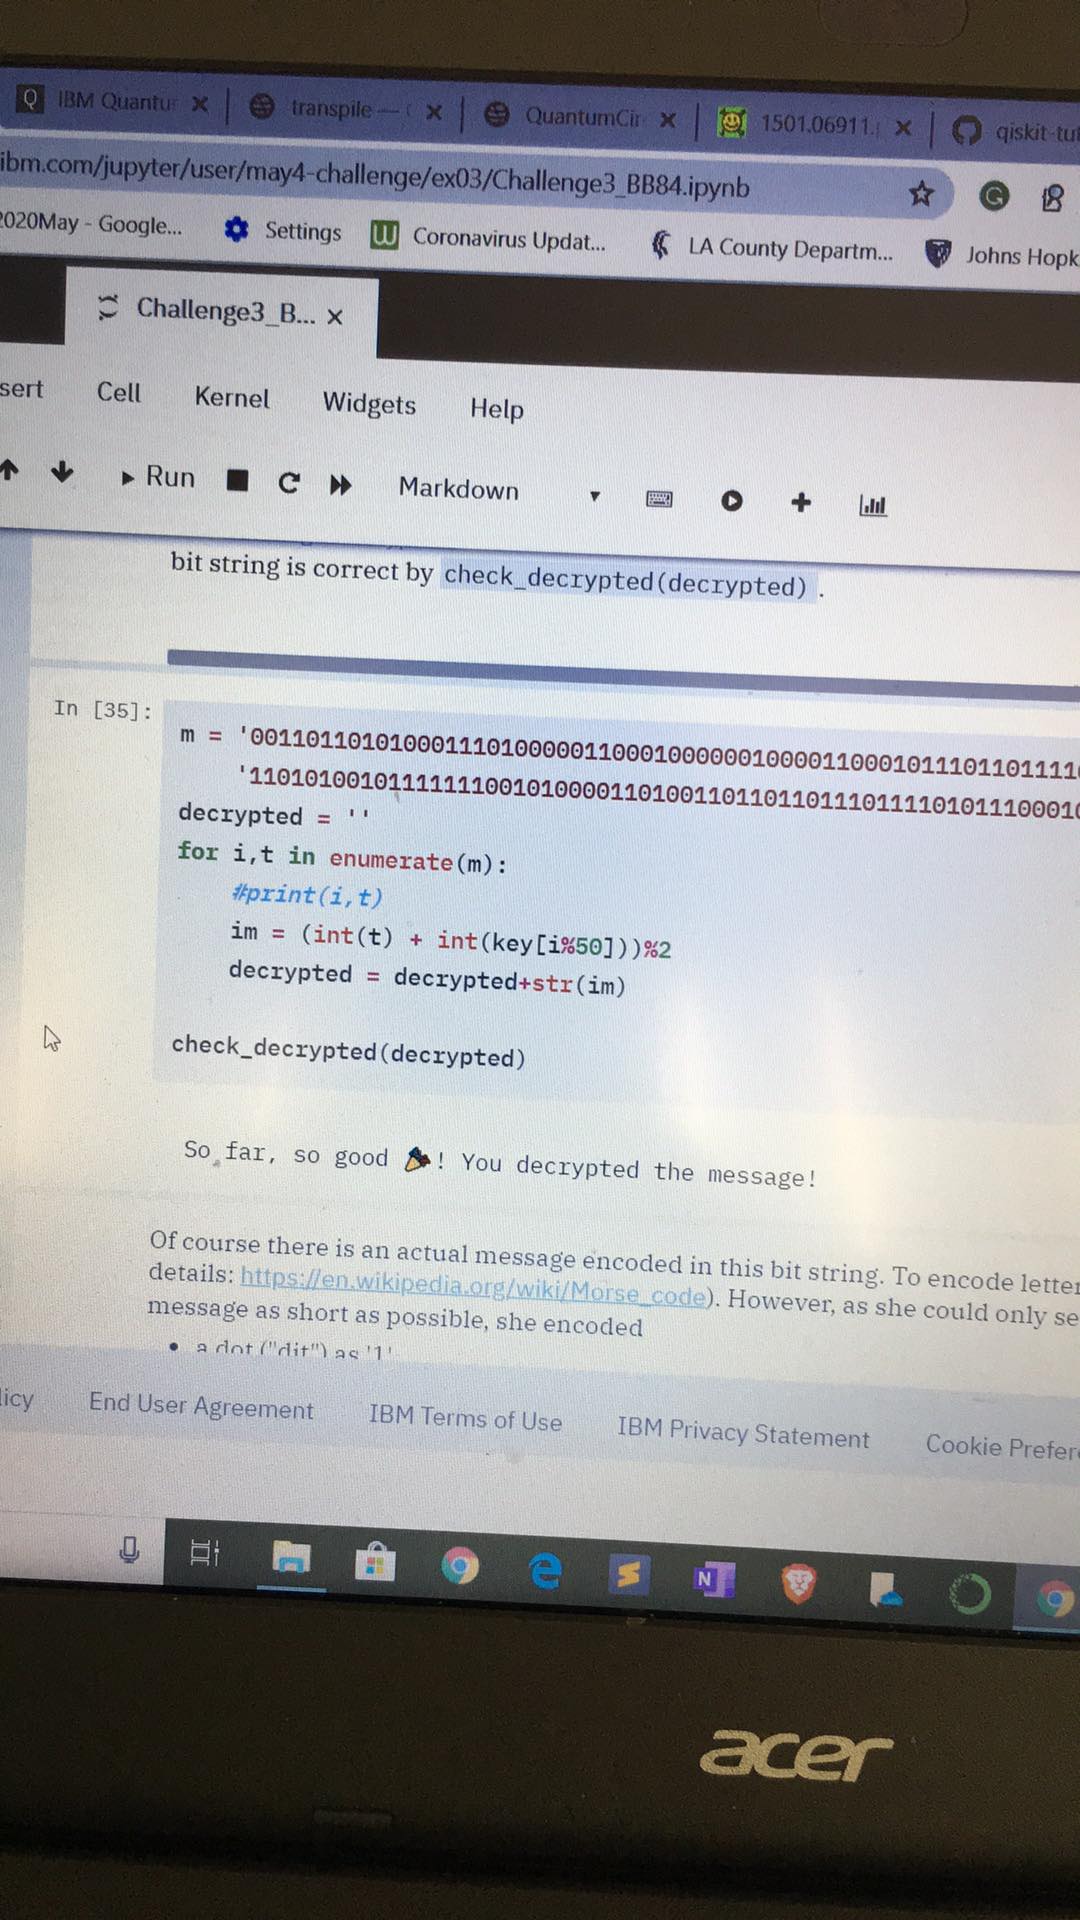 IBM Quantu
transpile — (
QuantumCir
1501.06911.
qiskit-tut
ibm.com/jupyter/user/may4-challenge/ex03/Challenge3_BB84.ipynb
2020May - Google...
Settings
Coronavirus Updat...
LA County Departm...
Johns Hopk
Challenge3_B...
sert Cell Kernel Widgets Help
Run Markdown
bit string is correct by check_decrypted(decrypted) .
In [35]:
m = '
decrypted = ''
for i,t in enumerate(m):
#print(i,t)
im = (int(t) + int(key[i%50]))%2
decrypted = decrypted+str(im)
check_decrypted(decrypted)
So far, so good 🎉! You decrypted the message!
Of course there is an actual message encoded in this bit string. To encode letter
details: https://en.wikipedia.org/wiki/Morse_code). However, as she could only se
message as short as possible, she encoded
• a dot ("dit") as '1'
licy End User Agreement IBM Terms of Use IBM Privacy Statement Cookie Prefer
acer